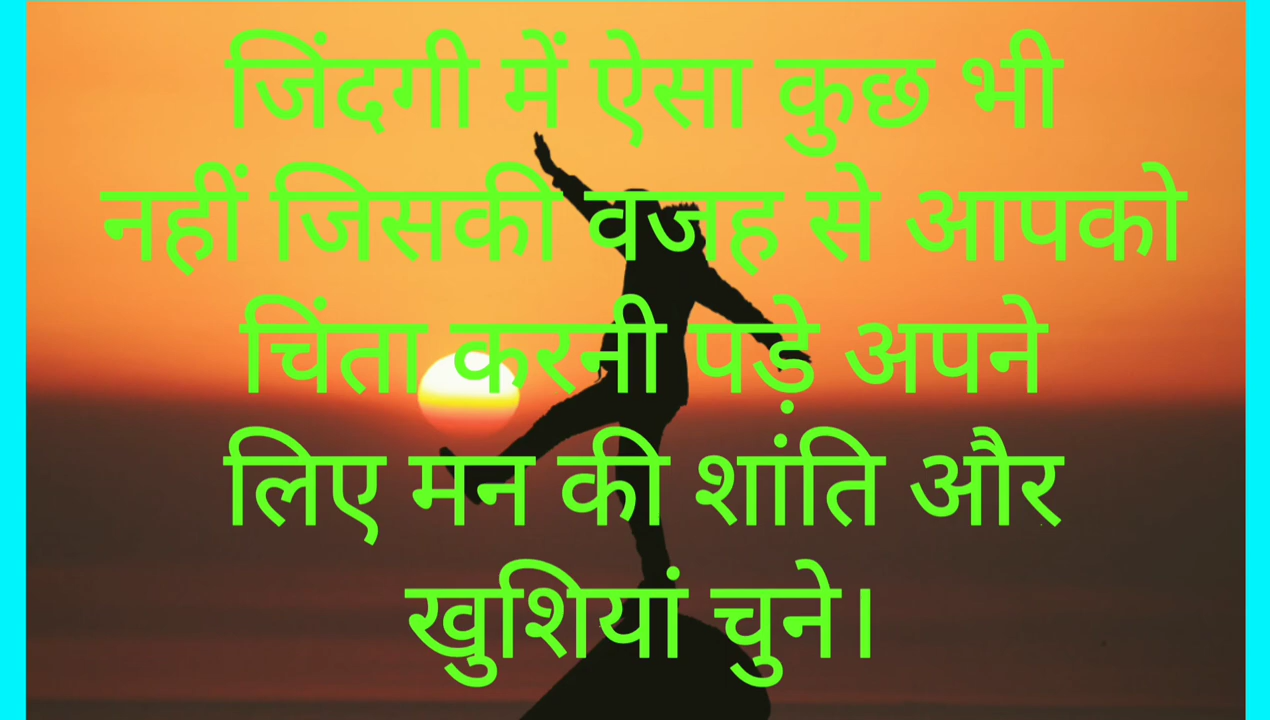 जिंदगी में ऐसा कुछ भी
नहीं जिसकी वजह से आपको
चिंता करनी पड़े अपने
लिए मन की शांति और
खुशियां चुने।